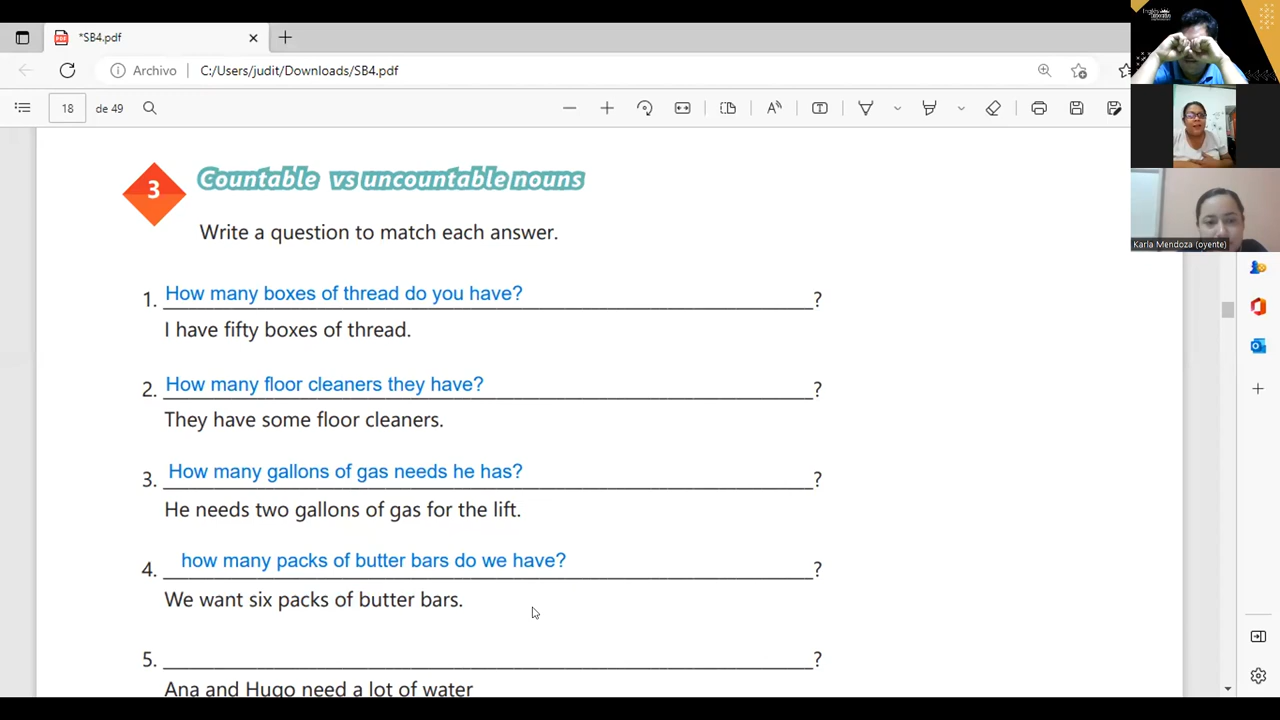 *SB4.pdf
Archivo
C:/Users/judit/Downloads/SB4.pdf
18
de 49
Inglés
3
Countable vs uncountable nouns
Write a question to match each answer.
1. How many boxes of thread do you have? ?
I have fifty boxes of thread.
2. How many floor cleaners they have? ?
They have some floor cleaners.
3. How many gallons of gas needs he has? ?
He needs two gallons of gas for the lift.
4. how many packs of butter bars do we have? ?
We want six packs of butter bars.
5. ?
Ana and Hugo need a lot of water
Karla Mendoza (oyente)